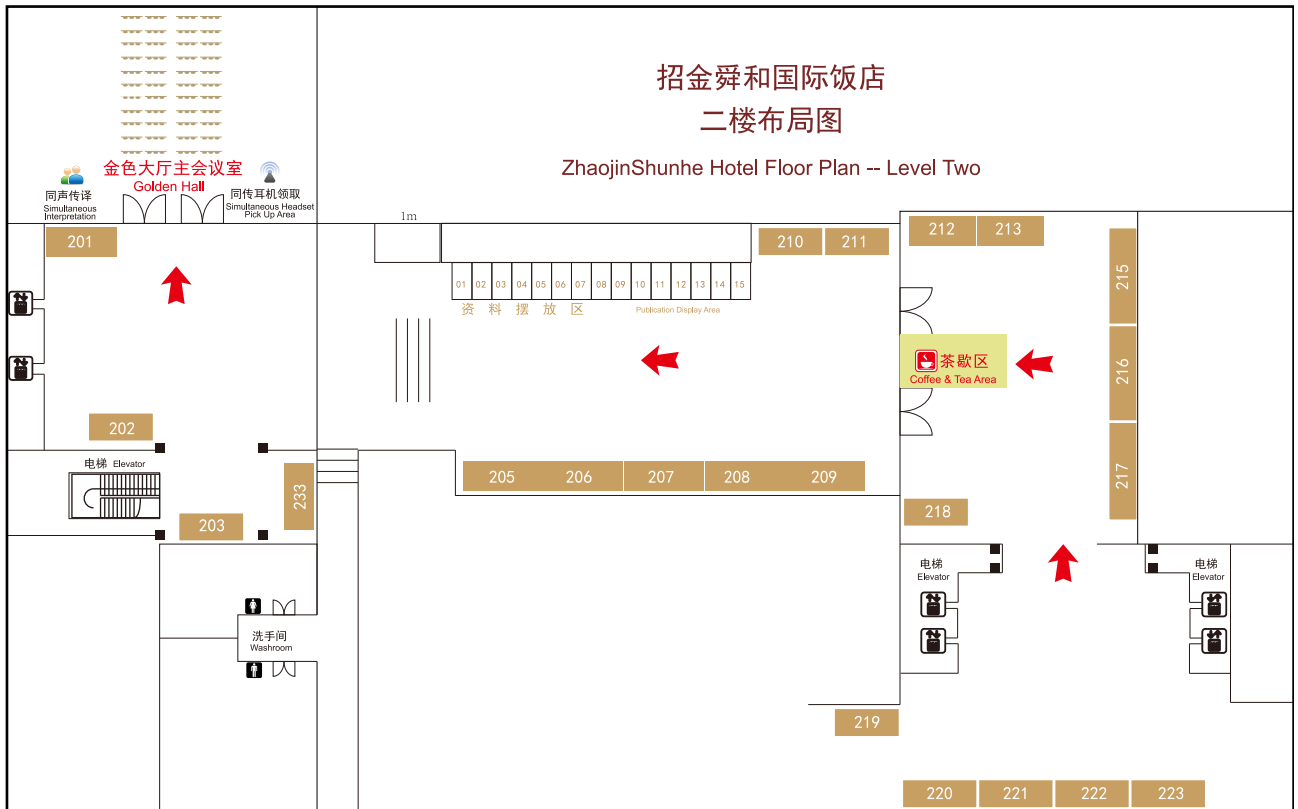 招金舜和国际饭店
二楼布局图
ZhaojinShunhe Hotel Floor Plan -- Level Two
金色大厅主会议室
Golden Hall
同声传译
Simultaneous
Interpretation
同传耳机领取
Simultaneous Headset
Pick Up Area
1m
201
210
211
212
213
215
01 02 03 04 05 06 07 08 09 10 11 12 13 14 15
资料摆放区
Publication Display Area
茶歇区
Coffee & Tea Area
216
202
电梯 Elevator
233
203
205
206
207
208
209
217
218
电梯
Elevator
电梯
Elevator
洗手间
Washroom
219
220
221
222
223